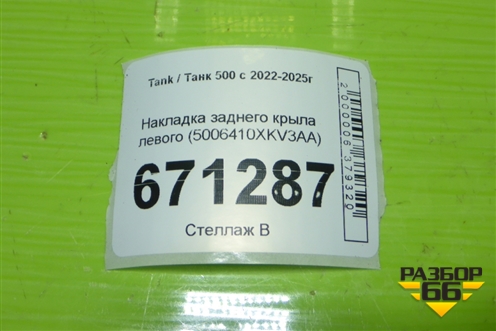 Tank / Танк 500 с 2022-2025г
Накладка заднего крыла
левого (5006410XKV3AA)
671287
Стеллаж В
2000006379320
РАЗБОР
66